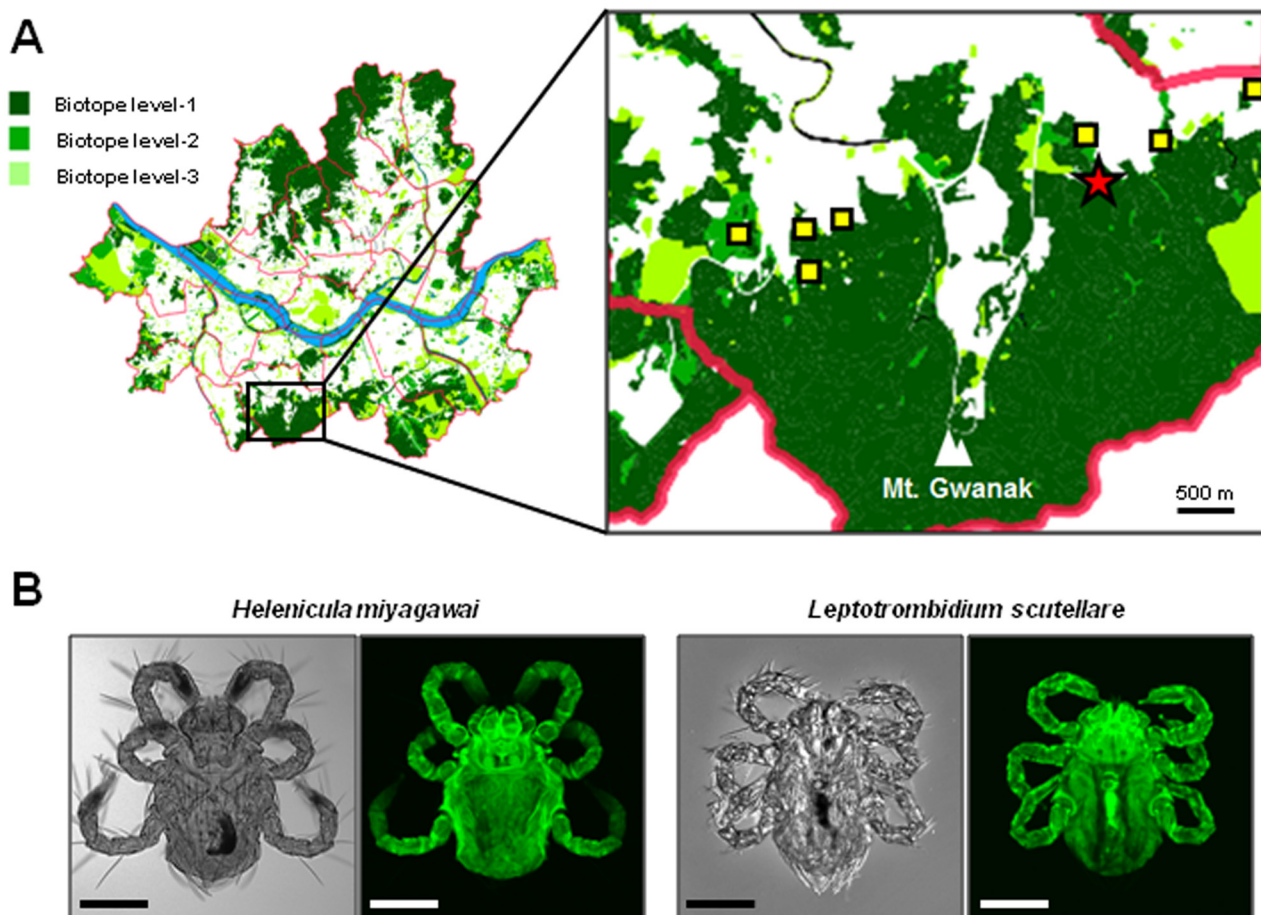 A
Biotope level-1
Biotope level-2
Biotope level-3
Mt. Gwanak
500 m
B
Helenicula miyagawai
Leptotrombidium scutellare